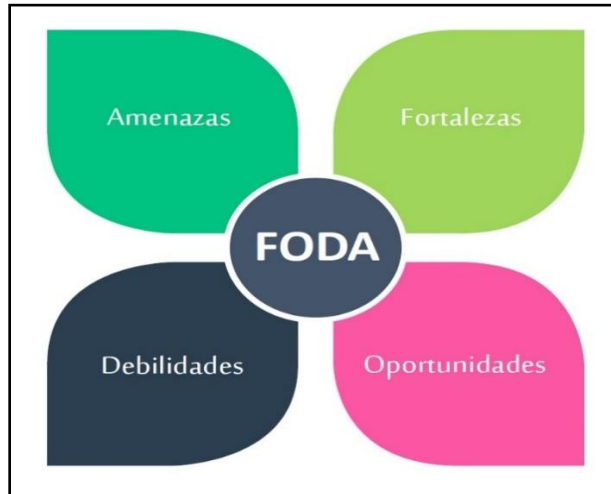 Amenazas
Fortalezas
FODA
Debilidades
Oportunidades